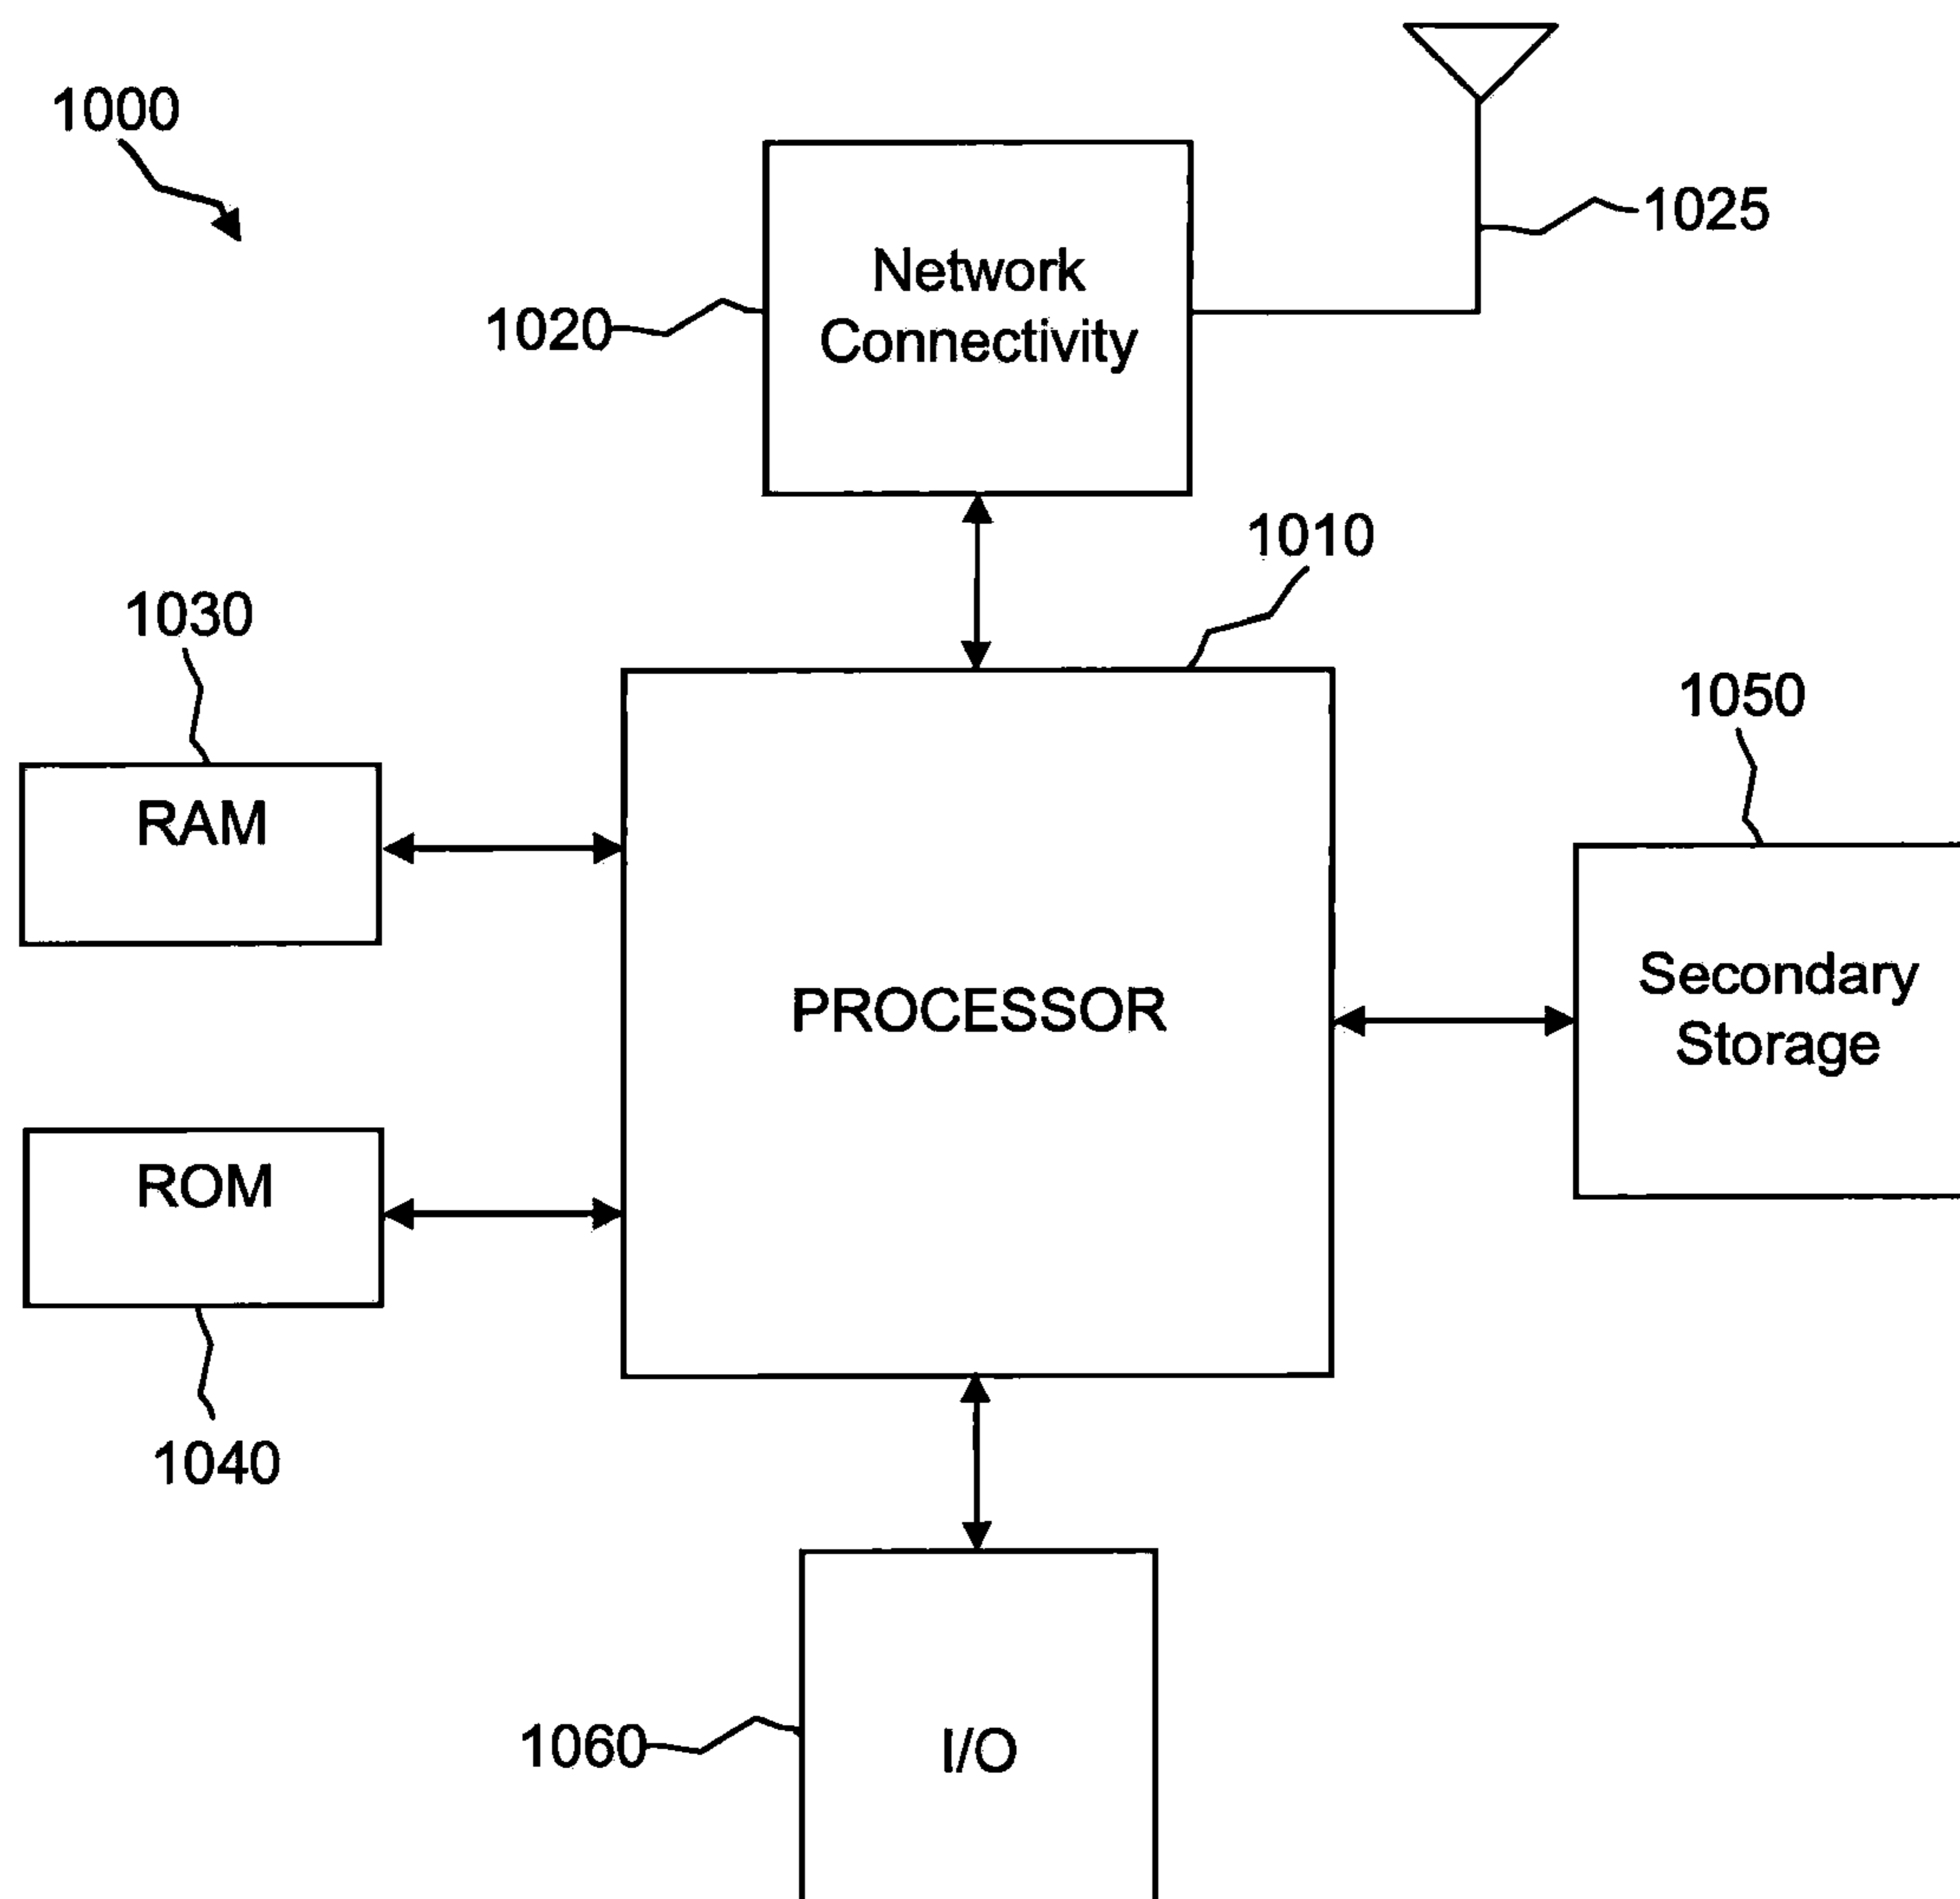 1000
1025
Network
Connectivity
1020
1010
1030
1050
RAM
Secondary
Storage
PROCESSOR
ROM
1040
1060
I/O